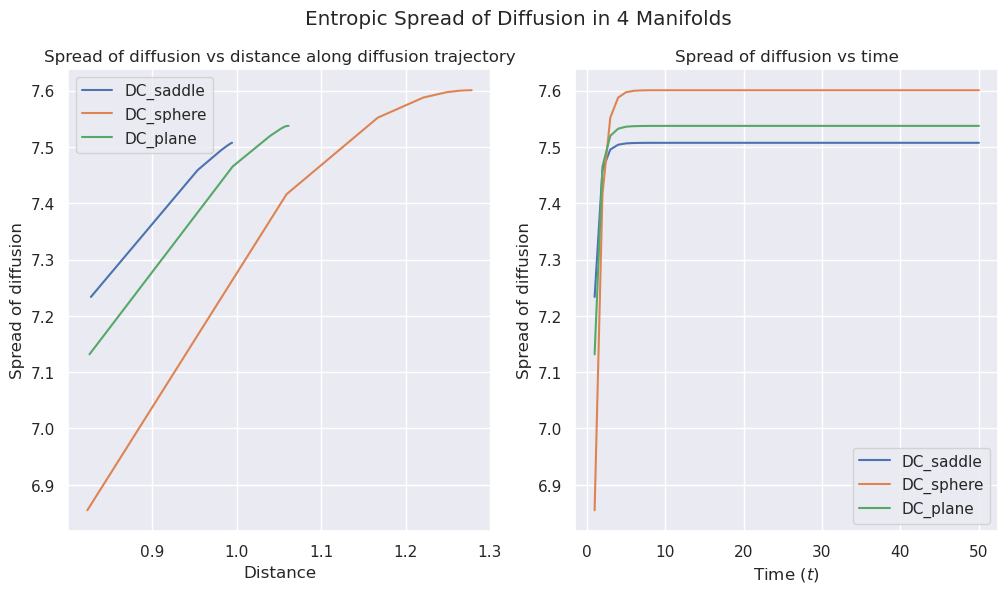 Entropic Spread of Diffusion in 4 Manifolds
Spread of diffusion vs distance along diffusion trajectory
DC_saddle
DC_sphere
DC_plane
7.6
7.5
7.4
7.3
7.2
7.1
7.0
6.9
Spread of diffusion
0.9 1.0 1.1 1.2 1.3
Distance
Spread of diffusion vs time
7.6
7.5
7.4
7.3
7.2
7.1
7.0
6.9
Spread of diffusion
DC_saddle
DC_sphere
DC_plane
0 10 20 30 40 50
Time (t)